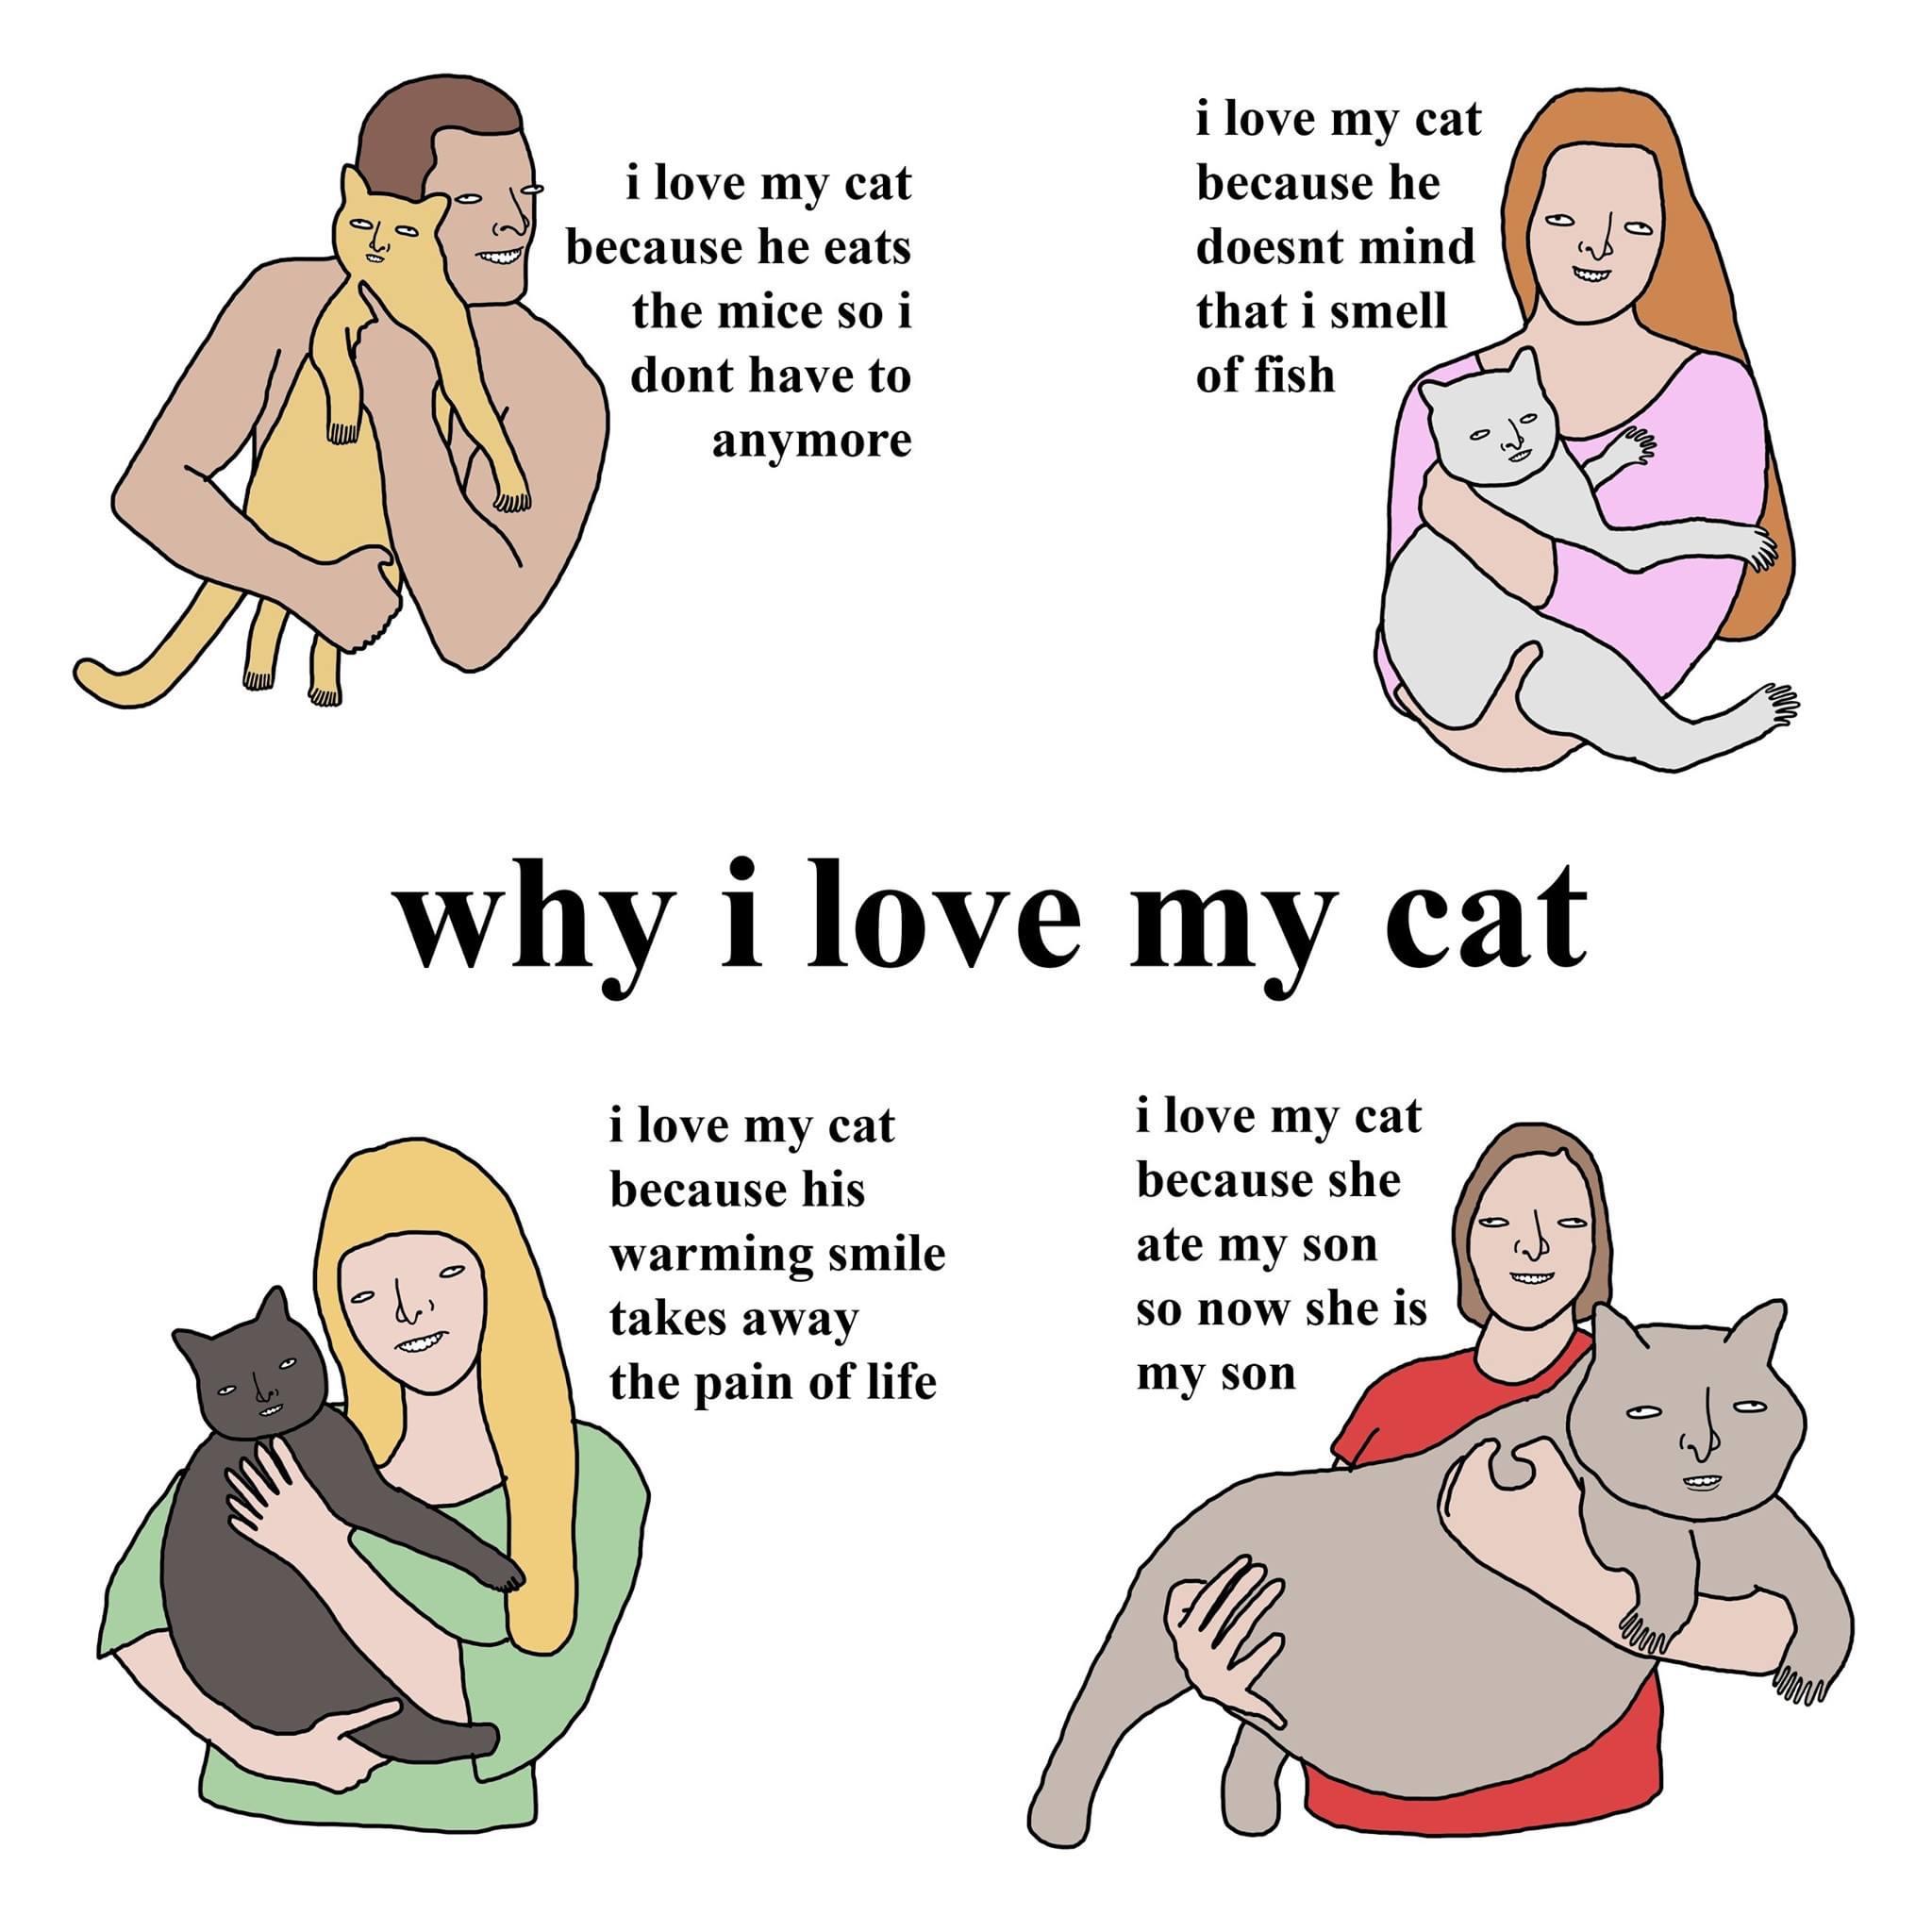 i love my cat
because he eats
the mice so i
dont have to
anymore
i love my cat
because he
doesnt mind
that i smell
of fish
why i love my cat
i love my cat
because his
warming smile
takes away
the pain of life
i love my cat
because she
ate my son
so now she is
my son